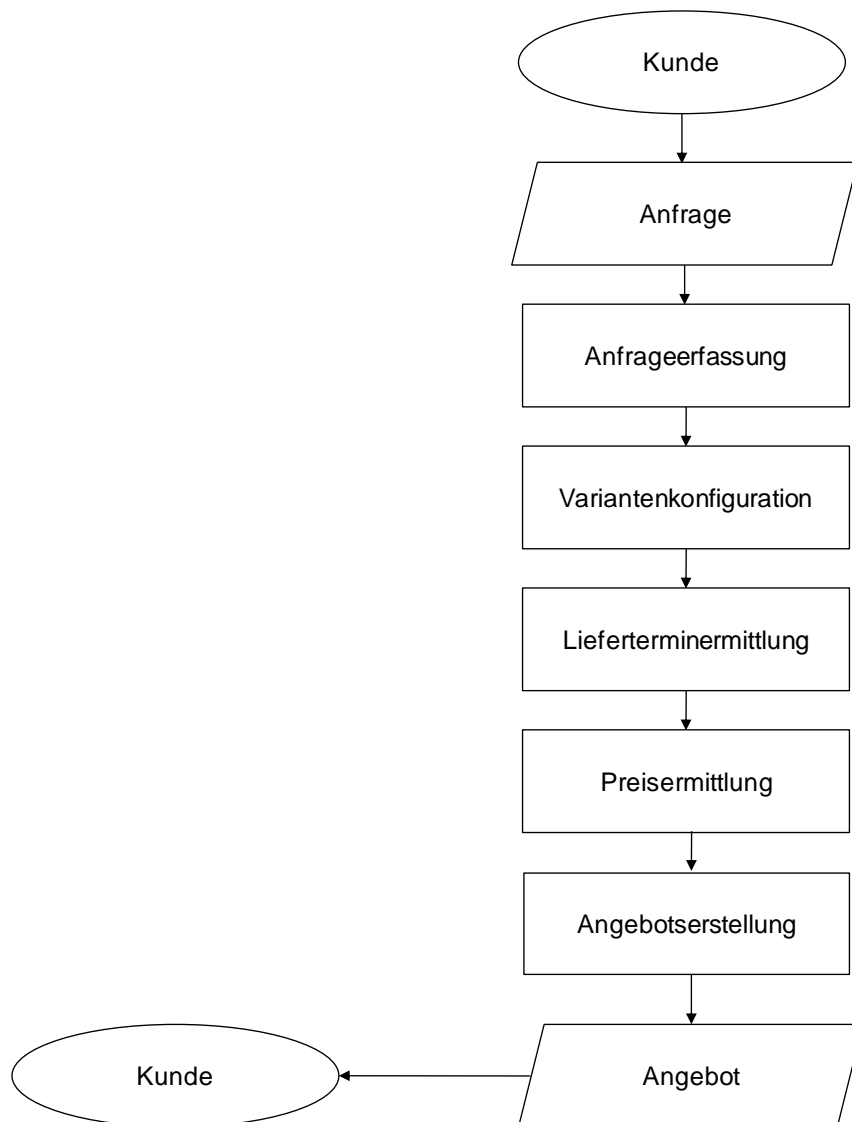 Kunde
Anfrage
Anfrageerfassung
Variantenkonfiguration
Lieferterminermittlung
Preisermittlung
Angebotserstellung
Kunde
Angebot